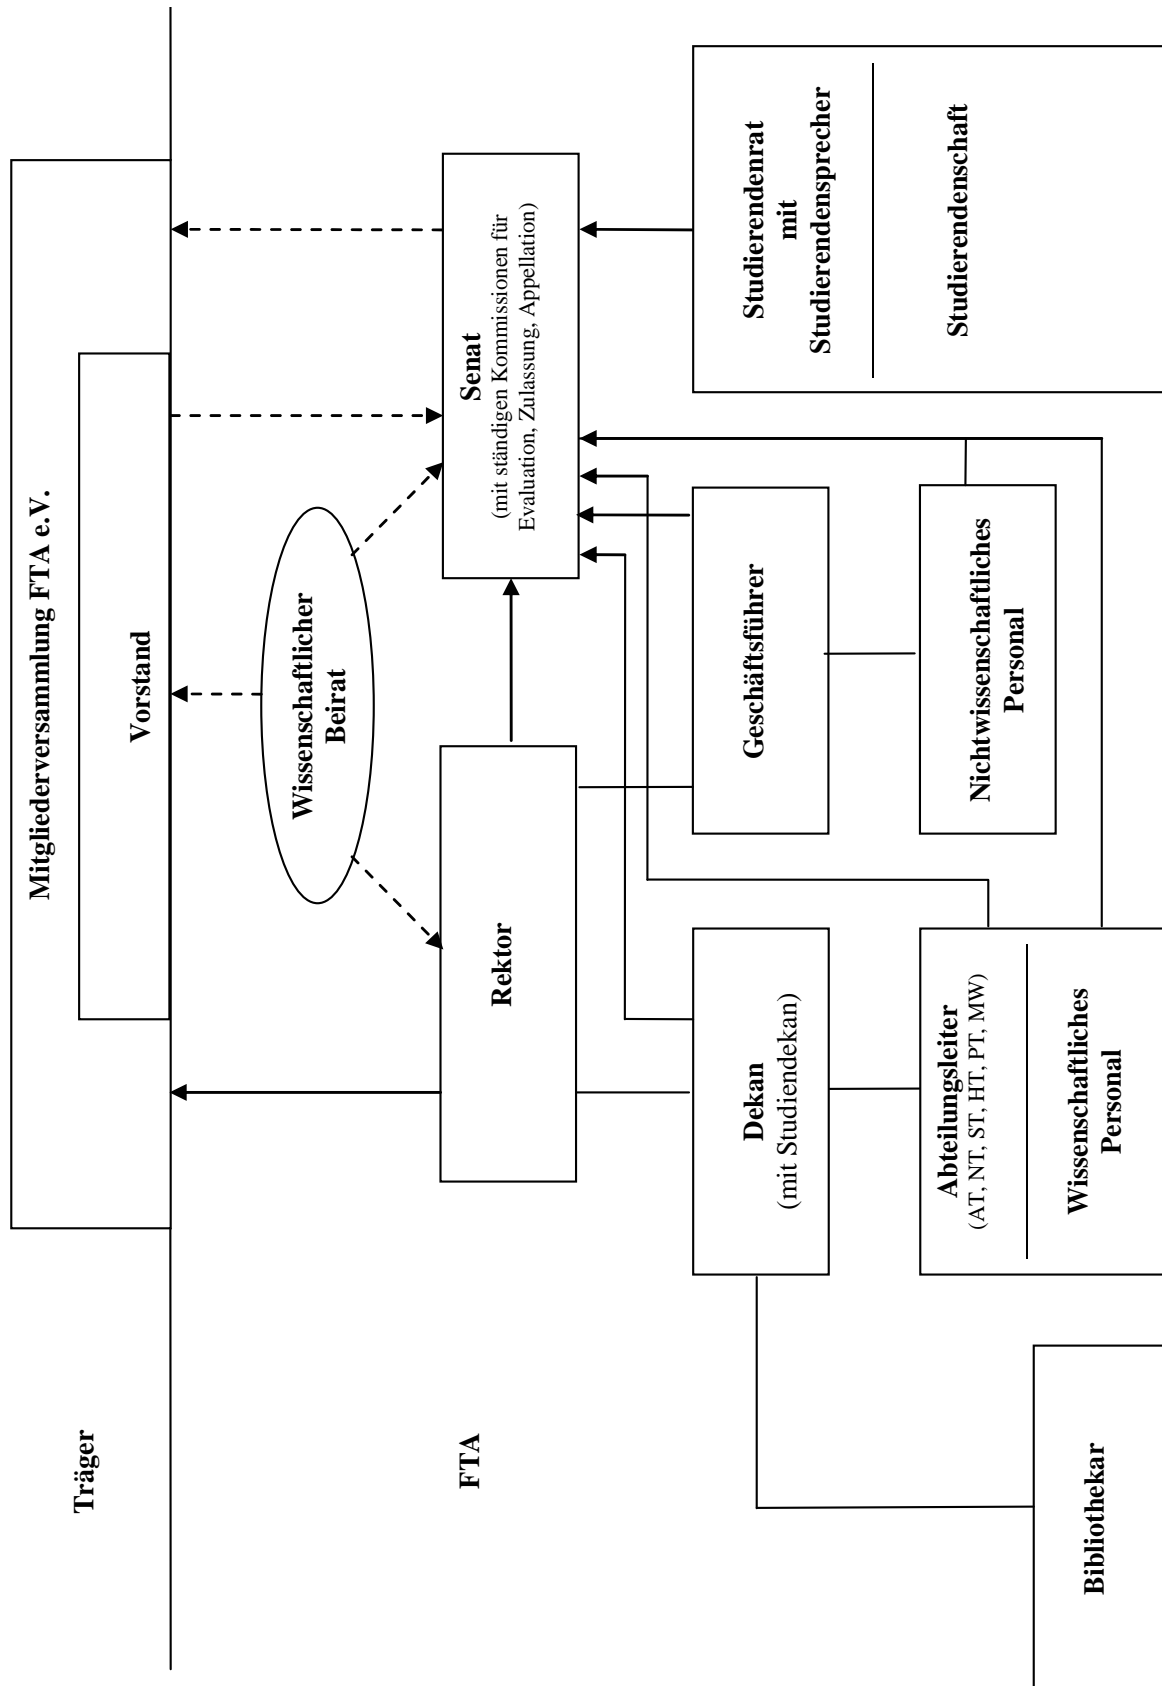 Träger
Mitgliederversammlung FTA e.V.
Vorstand
Wissenschaftlicher
Beirat
FTA
Rektor
Senat
(mit ständigen Kommissionen für
Evaluation, Zulassung, Appellation)
Dekan
(mit Studiendekan)
Geschäftsführer
Studierendenrat
mit
Studierendensprecher
Studierendenschaft
Bibliothekar
Abteilungsleiter
(AT, NT, ST, HT, PT, MW)
Wissenschaftliches
Personal
Nichtwissenschaftliches
Personal